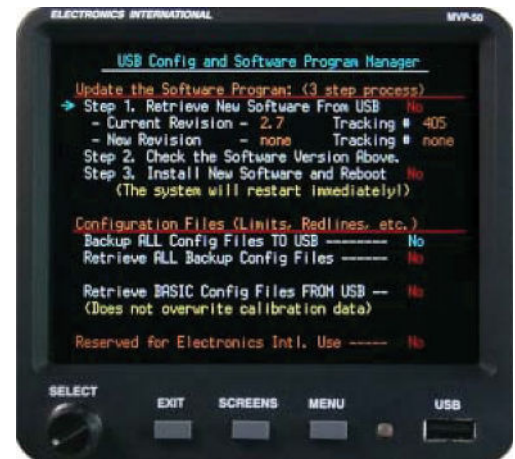 ELECTRONICS INTERNATIONAL MVP-50
USB Config and Software Program Manager
Update the Software Program: (3 step process)
Step 1. Retrieve New Software From USB No
- Current Revision - 2.7 Tracking # 405
- New Revision - none Tracking # none
Step 2. Check the Software Version Above.
Step 3. Install New Software and Reboot No
(The system will restart immediately!)
Configuration Files (Limits, Redlines, etc.)
Backup ALL Config Files TO USB -------- No
Retrieve ALL Backup Config Files ------ No
Retrieve BASIC Config Files FROM USB -- No
(Does not overwrite calibration data)
Reserved for Electronics Intl. Use ----- No
SELECT EXIT SCREENS MENU USB